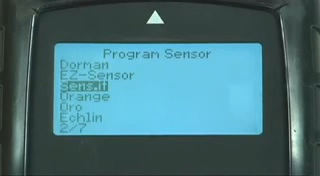 Program Sensor
Dorman
EZ-Sensor
sens.it
Orange
Oro
Echlin
2/7